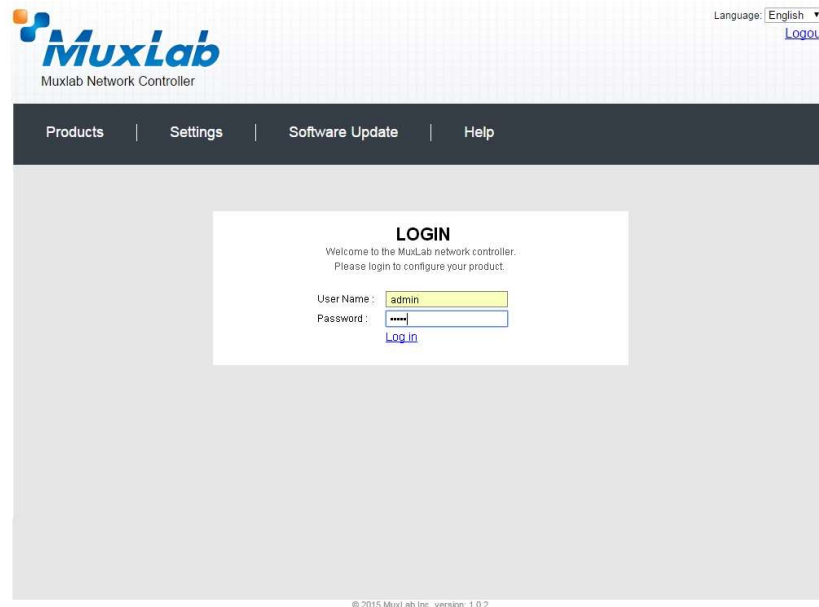 Language: English
Logou
MuxLab
Muxlab Network Controller
Products | Settings | Software Update | Help
LOGIN
Welcome to the MuxLab network controller.
Please login to configure your product.
User Name : admin
Password : •••••
Log in
© 2015 MuxLab Inc. version: 1.0.2